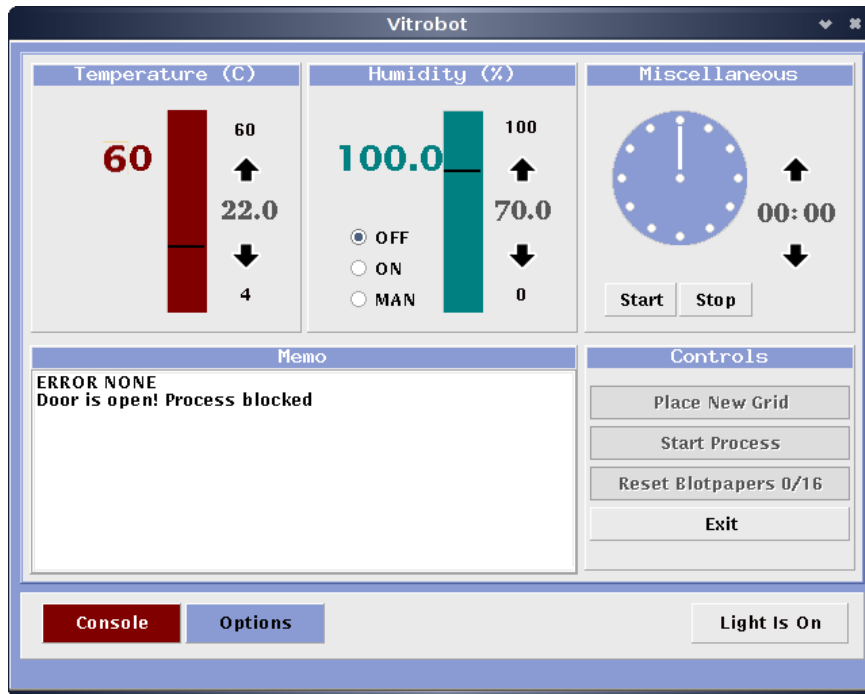 Vitrobot
Temperature (C)
60
60
22.0
4
Humidity (%)
100.0
100
70.0
0
OFF
ON
MAN
Miscellaneous
00:00
Start Stop
Memo
ERROR NONE
Door is open! Process blocked
Controls
Place New Grid
Start Process
Reset Blotpapers 0/16
Exit
Console Options Light Is On